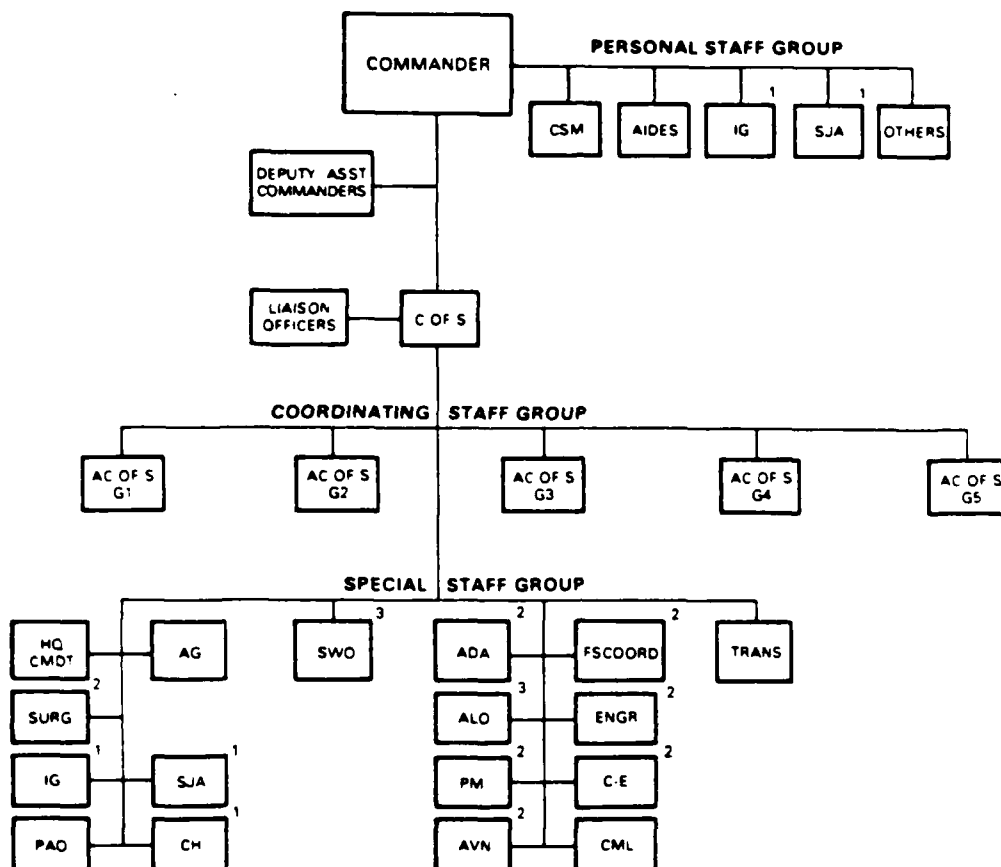 PERSONAL STAFF GROUP
COMMANDER
1
1
CSM
AIDES
IG
SJA
OTHERS
DEPUTY ASST
COMMANDERS
LIAISON
OFFICERS
C OF S
COORDINATING STAFF GROUP
AC OF S
G1
AC OF S
G2
AC OF S
G3
AC OF S
G4
AC OF S
G5
SPECIAL STAFF GROUP
3
2
2
HQ
CMDT
AG
SWO
ADA
FSCOORD
TRANS
2
3
2
SURG
ALO
ENGR
1
1
2
2
IG
SJA
PM
C-E
1
2
PAO
CH
AVN
CML